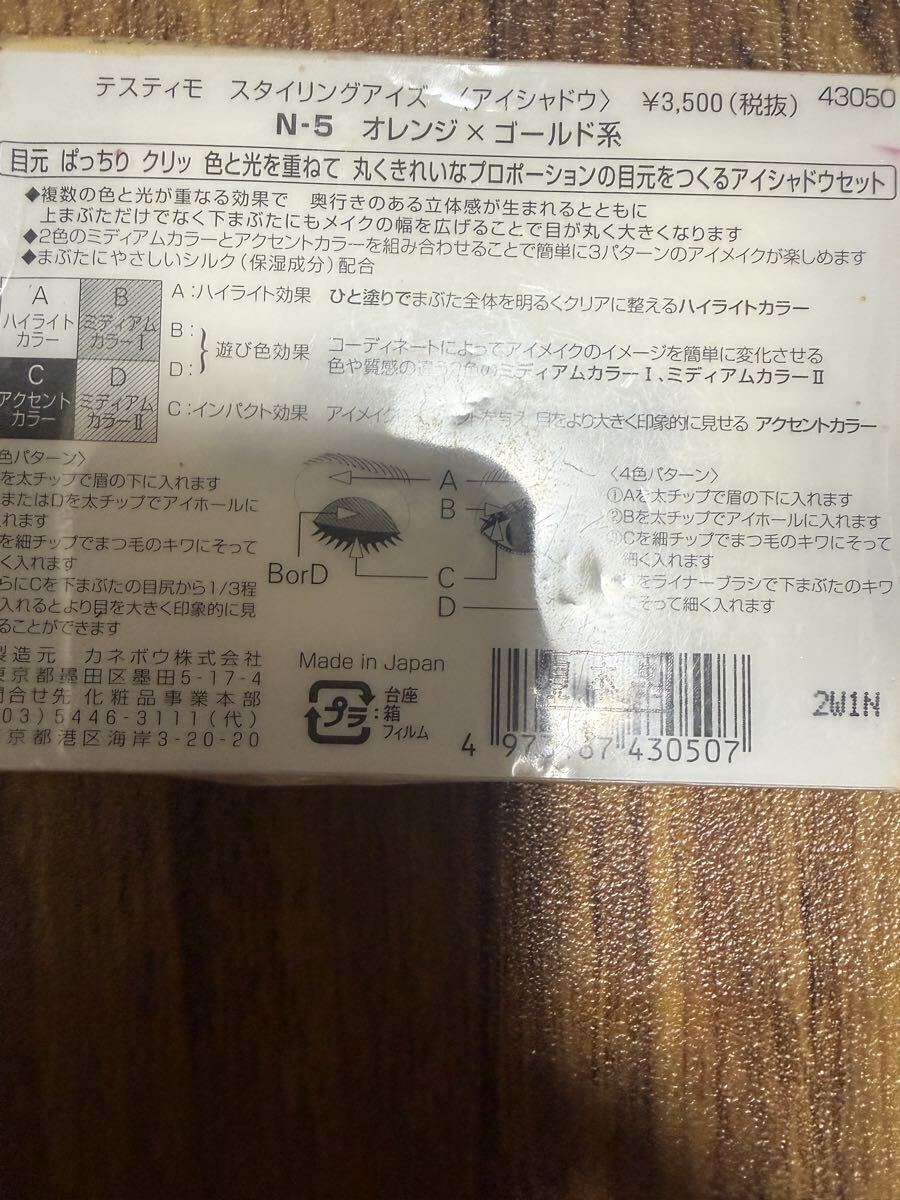 テスティモ スタイリングアイズ 〈アイシャドウ〉 ¥3,500(税抜) 43050
N-5 オレンジ×ゴールド系
目元 ぱっちり クリッ 色と光を重ねて 丸くきれいなプロポーションの目元をつくるアイシャドウセット
◆複数の色と光が重なる効果で 奥行きのある立体感が生まれるとともに
上まぶただけでなく下まぶたにもメイクの幅を広げることで目が丸く大きくなります
◆2色のミディアムカラーとアクセントカラーを組み合わせることで簡単に3パターンのアイメイクが楽しめます
◆まぶたにやさしいシルク(保湿成分)配合
A
ハイライト
カラー
B
ミディアム
カラーⅠ
C
アクセント
カラー
D
ミディアム
カラーⅡ
A:ハイライト効果 ひと塗りでまぶた全体を明るくクリアに整えるハイライトカラー
B:
D:
遊び色効果
コーディネートによってアイメイクのイメージを簡単に変化させる
色や質感の違う2色のミディアムカラーⅠ、ミディアムカラーⅡ
C:インパクト効果 アイメイク 目をより大きく印象的に見せる アクセントカラー
色パターン〉
を太チップで眉の下に入れます
またはDを太チップでアイホールに
れます
を細チップでまつ毛のキワにそって
く入れます
らにCを下まぶたの目尻から1/3程
入れるとより目を大きく印象的に見
ることができます
A
B
BorD
C
D
〈4色パターン〉
①Aを太チップで眉の下に入れます
②Bを太チップでアイホールに入れます
③Cを細チップでまつ毛のキワにそって
細く入れます
をライナーブラシで下まぶたのキワ
にそって細く入れます
製造元 カネボウ株式会社
東京都墨田区墨田5-17-4
問合せ先 化粧品事業本部
(03)5446-3111(代)
東京都港区海岸3-20-20
Made in Japan
プラ
台座
:箱
フィルム
4 973 67 430507
2W1N